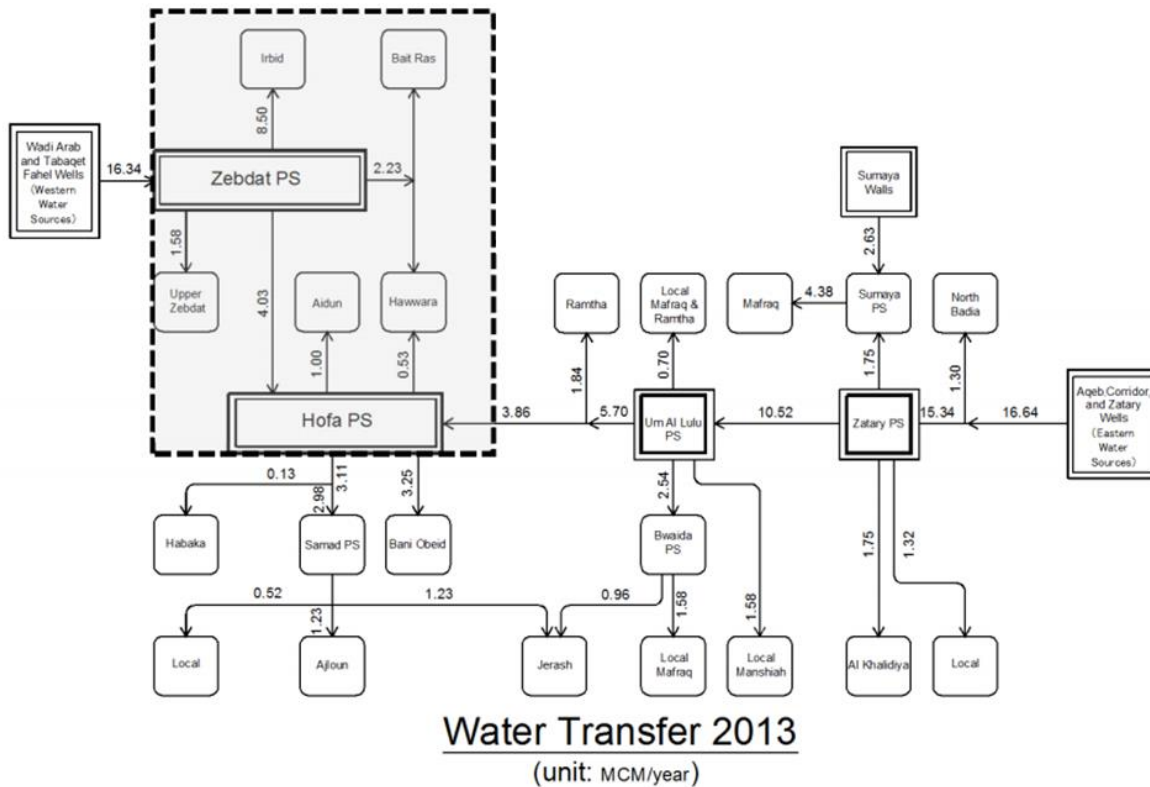 Irbid
Bait Ras
8.50
Wadi Arab
and Tabaqet
Fahel Wells
(Western
Water
Sources)
16.34
Zebdat PS
2.23
Sumaya
Walls
1.58
4.03
2.63
Upper
Zebdat
Aidun
Hawwara
Ramtha
Local
Mafraq &
Ramtha
Mafraq
4.38
Sumaya
PS
North
Badia
1.00
0.53
1.84
0.70
1.75
1.30
Hofa PS
3.86
5.70
Um Al Lulu
PS
10.52
Zatary PS
15.34
16.64
Aqeb,Corridor,
and Zatary
Wells
(Eastern
Water
Sources)
0.13
3.11
2.98
3.25
2.54
1.75
1.32
Habaka
Samad PS
Bani Obeid
Bwaida
PS
0.52
1.23
1.23
0.96
1.58
1.58
Local
Ajloun
Jerash
Local
Mafraq
Local
Manshiah
Al Khalidiya
Local
Water Transfer 2013
(unit: MCM/year)